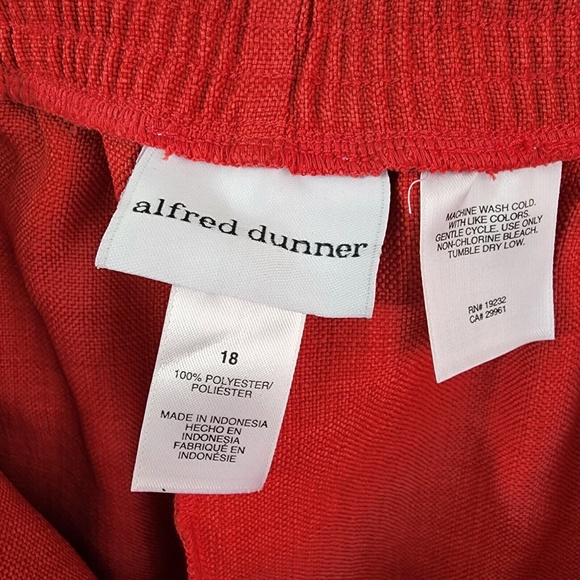 alfred dunner
18
100% POLYESTER/
POLIÉSTER
MADE IN INDONESIA
HECHO EN
INDONESIA
FABRIQUÉ EN
INDONÉSIE
MACHINE WASH COLD.
WITH LIKE COLORS.
GENTLE CYCLE. USE ONLY
NON-CHLORINE BLEACH.
TUMBLE DRY LOW.
RN# 19232
CA# 29961